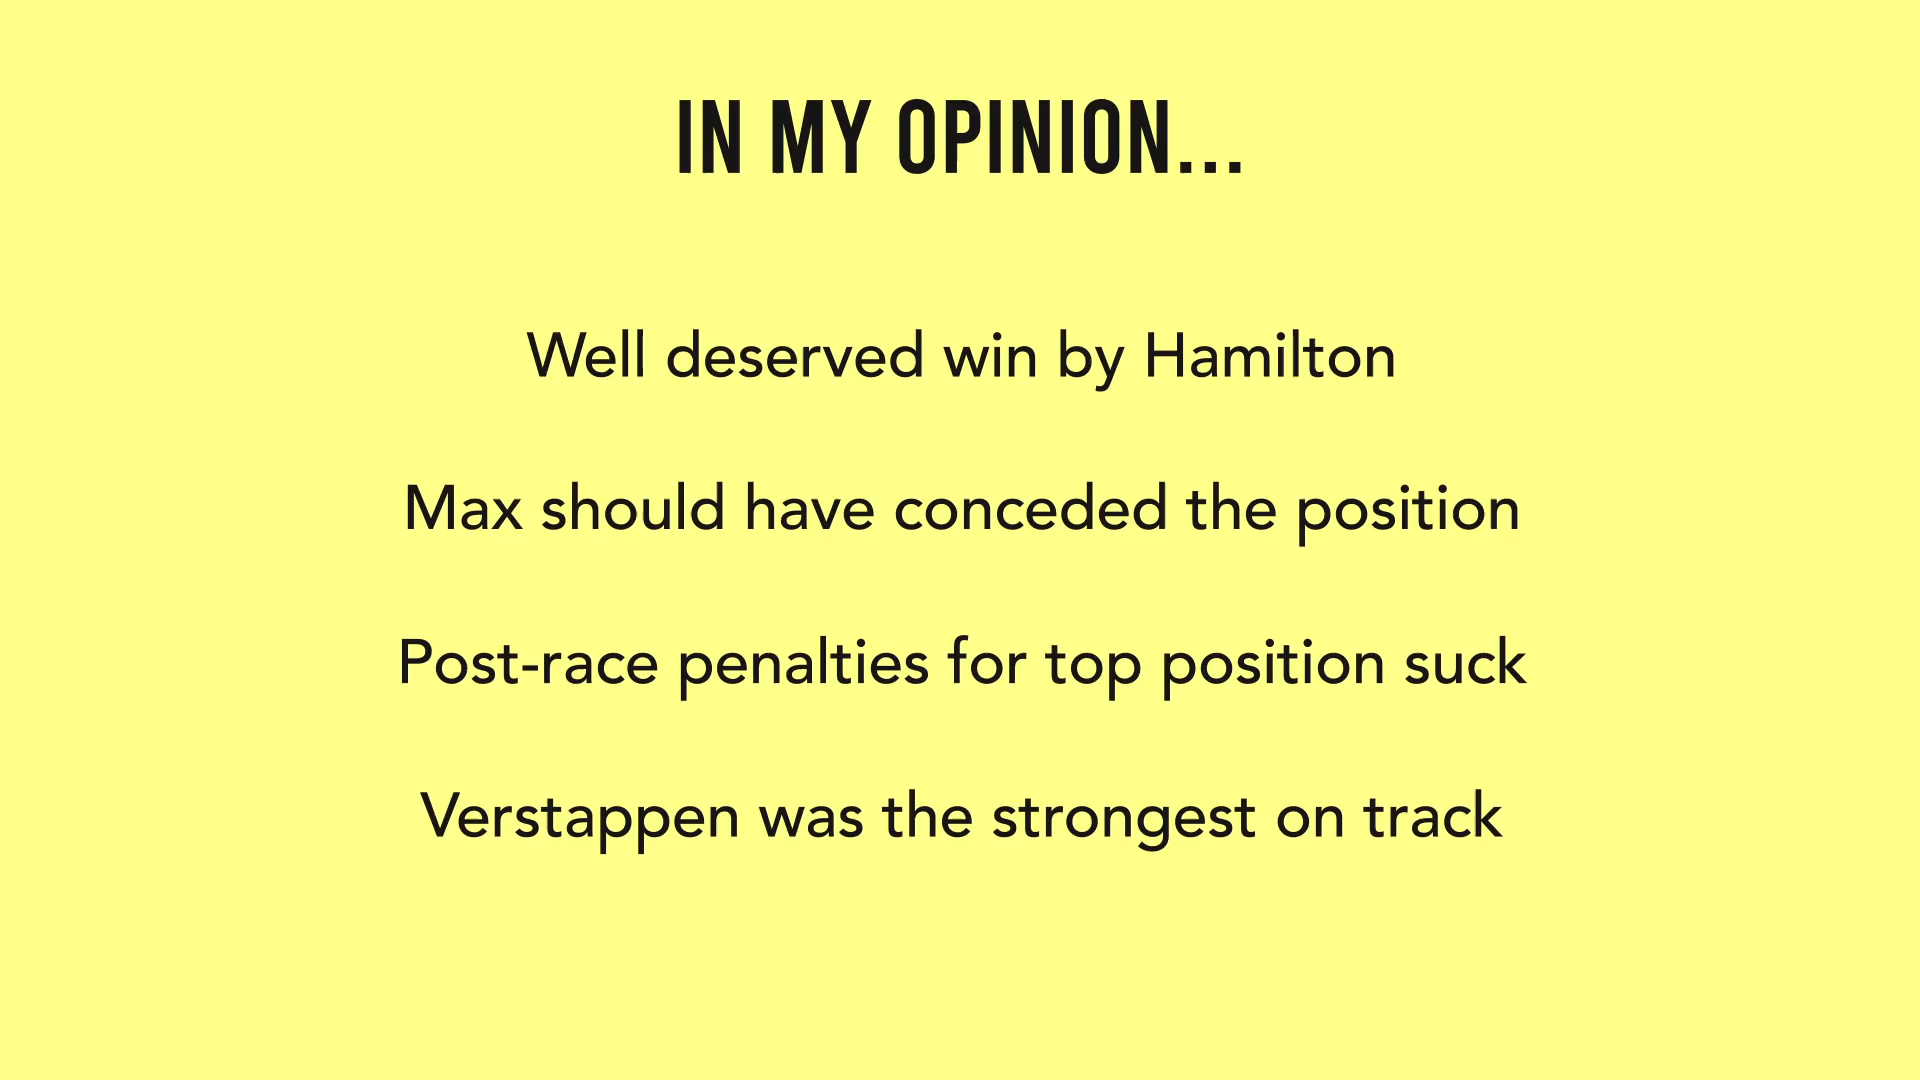 IN MY OPINION...
Well deserved win by Hamilton
Max should have conceded the position
Post-race penalties for top position suck
Verstappen was the strongest on track